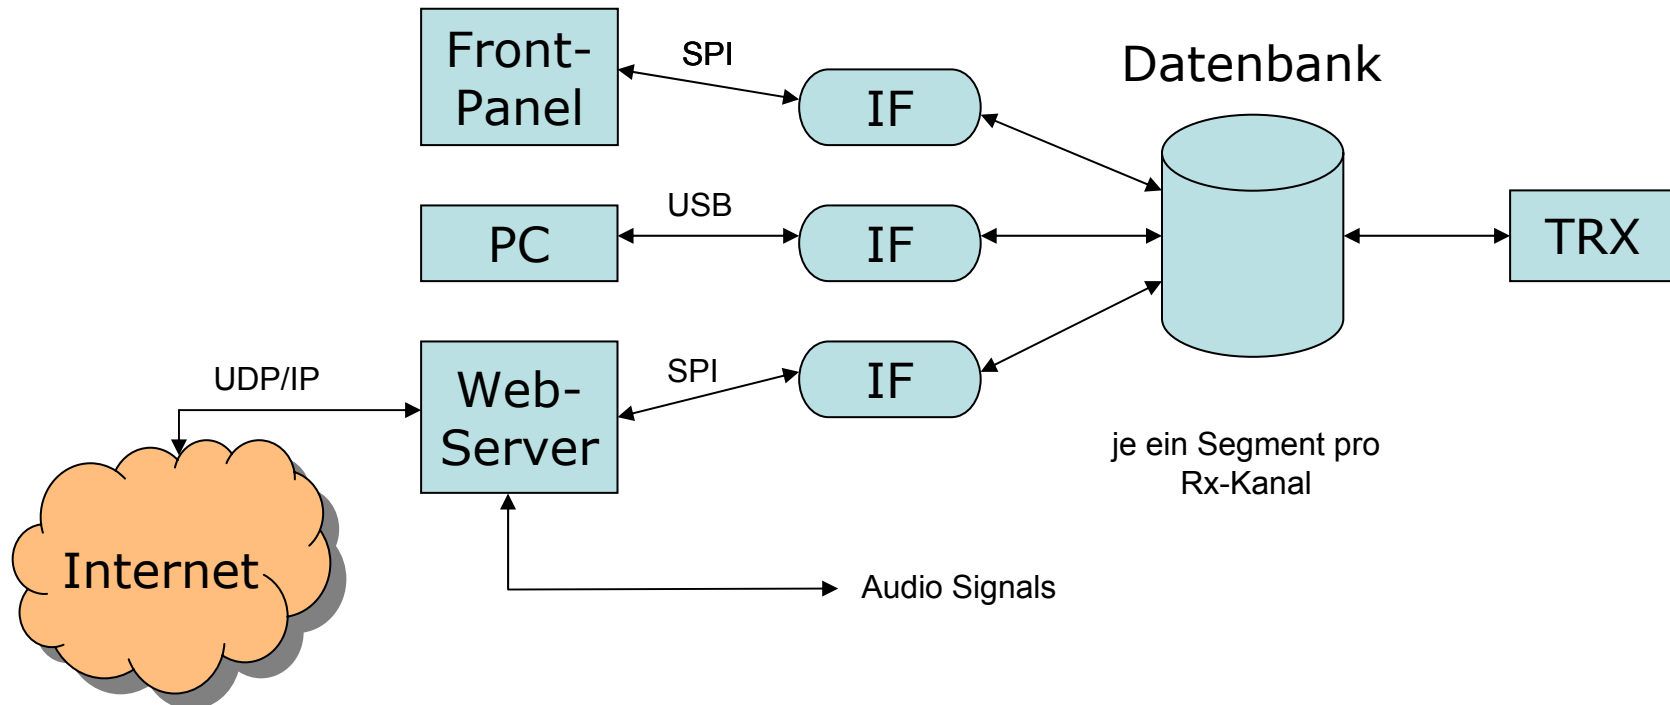 Front-
Panel
SPI
IF
Datenbank
PC
USB
IF
TRX
UDP/IP
Web-
Server
SPI
IF
je ein Segment pro
Rx-Kanal
Internet
Audio Signals